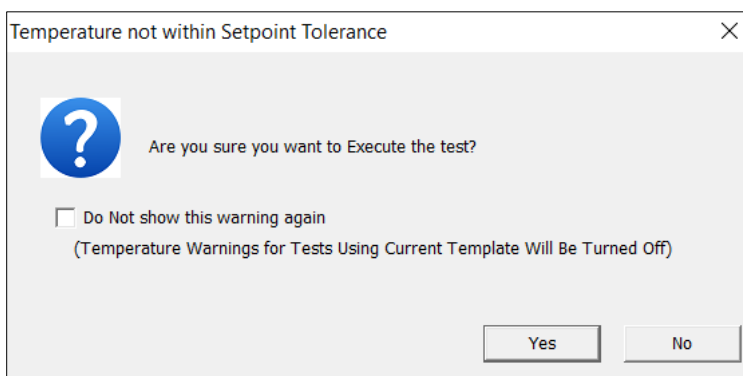 Temperature not within Setpoint Tolerance
Are you sure you want to Execute the test?
Do Not show this warning again
(Temperature Warnings for Tests Using Current Template Will Be Turned Off)
Yes No